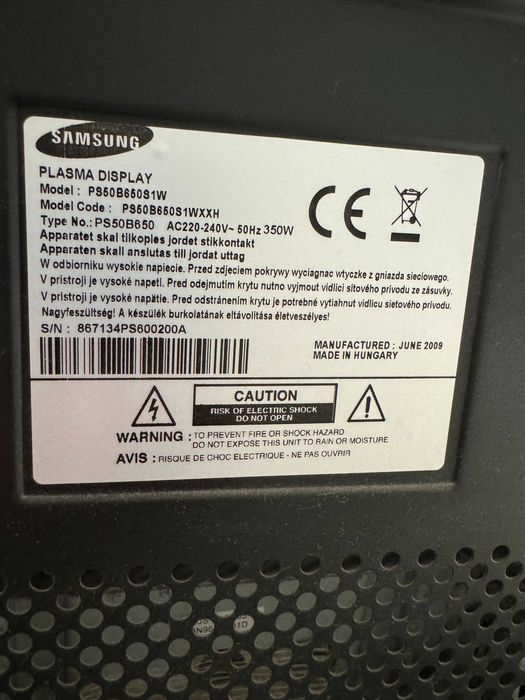 SAMSUNG
PLASMA DISPLAY
Model : PS50B650S1W
Model Code : PS50B650S1WXXH
Type No.: PS50B650 AC220-240V~ 50Hz 350W
Apparatet skal tilkoples jordet stikkontakt
Apparaten skall anslutas till jordat uttag
W odbiorniku wysokie napiecie. Przed zdjeciem pokrywy wyciagnac wtyczke z gniazda sieciowego.
V pristroji je vysoké napetí. Pred odejmutím krytu nutno vyjmout vidlici sítového prívodu ze zásuvky.
V prístroji je vysoké napätie. Pred odstránením krytu je potrebné vytiahnut vidlicu sietového prívodu.
Nagyfeszültség! A készülék burkolatának eltávolítása életveszélyes!
S/N : 867134PS600200A
MANUFACTURED : JUNE 2009
MADE IN HUNGARY
CE
CAUTION
RISK OF ELECTRIC SHOCK
DO NOT OPEN
WARNING : TO PREVENT FIRE OR SHOCK HAZARD
DO NOT EXPOSE THIS UNIT TO RAIN OR MOISTURE
AVIS : RISQUE DE CHOC ELECTRIQUE - NE PAS OUVRIR